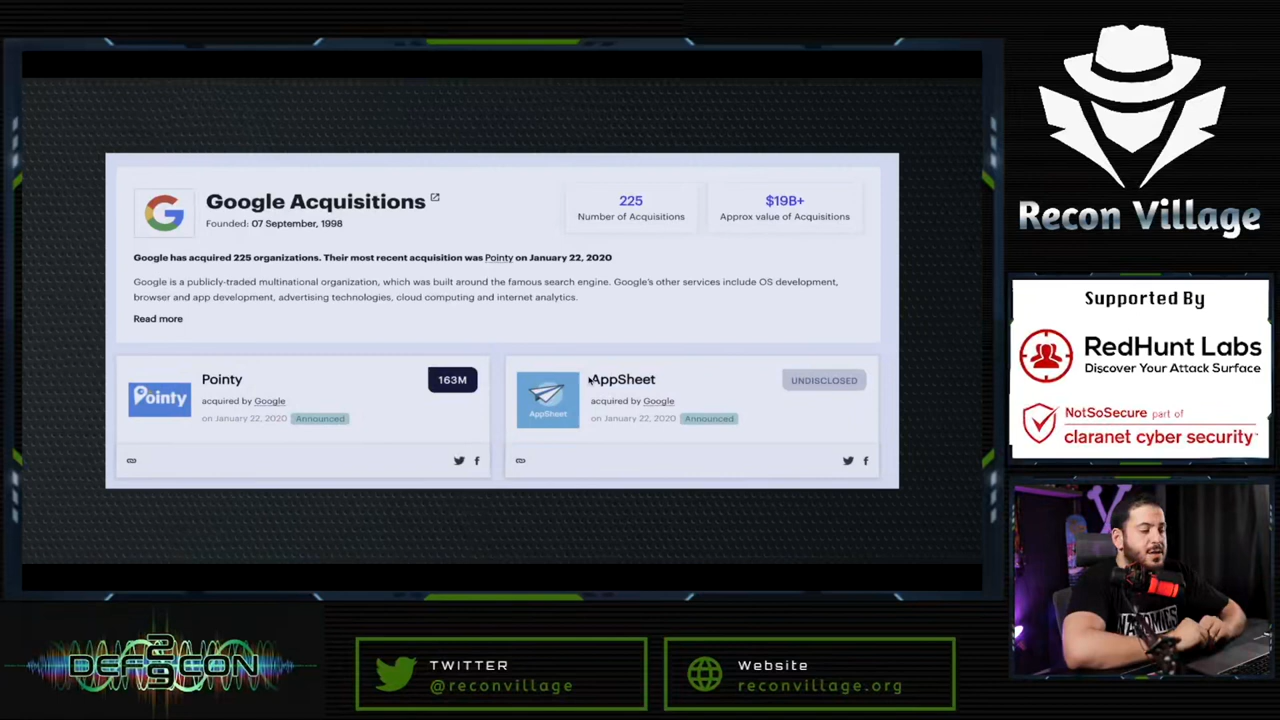 Google Acquisitions
Founded: 07 September, 1998
225
Number of Acquisitions
$19B+
Approx value of Acquisitions
Google has acquired 225 organizations. Their most recent acquisition was Pointy on January 22, 2020
Google is a publicly-traded multinational organization, which was built around the famous search engine. Google's other services include OS development,
browser and app development, advertising technologies, cloud computing and internet analytics.
Read more
Pointy
Pointy
163M
acquired by Google
on January 22, 2020 Announced
AppSheet
AppSheet
UNDISCLOSED
acquired by Google
on January 22, 2020 Announced
Recon Village
Supported By
RedHunt Labs
Discover Your Attack Surface
NotSoSecure part of
claranet cyber security
DEF CON
29
TWITTER
@reconvillage
Website
reconvillage.org